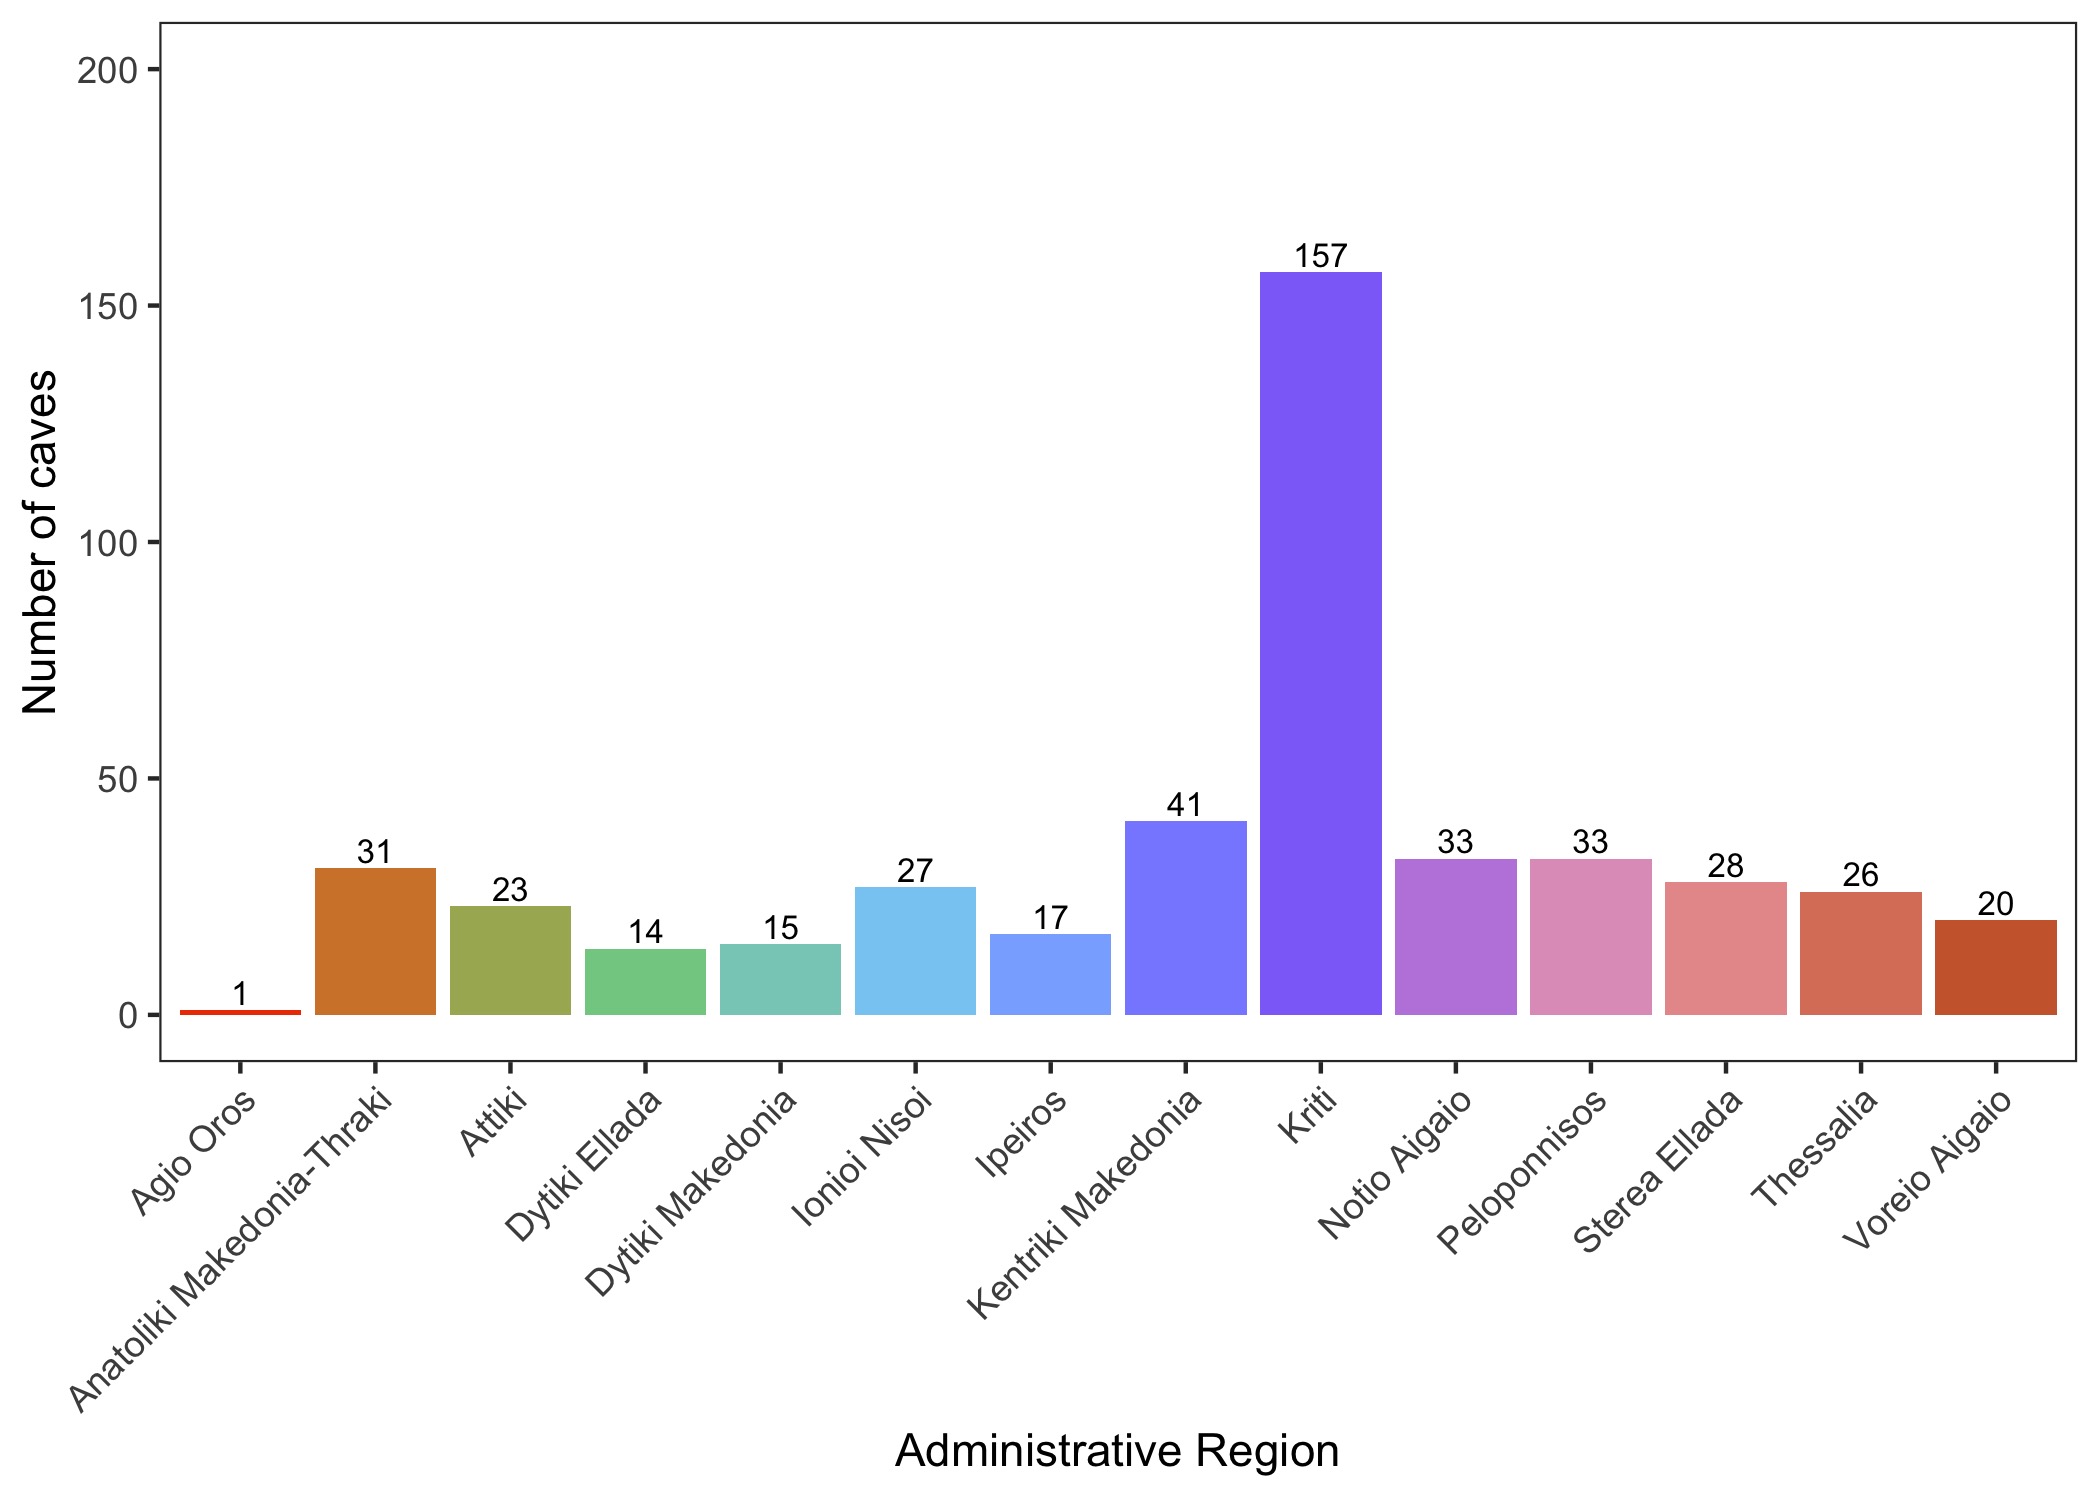 Number of caves
200
150
100
50
0
1
31
23
14
15
27
17
41
157
33
33
28
26
20
Agio Oros
Anatoliki Makedonia-Thraki
Attiki
Dytiki Ellada
Dytiki Makedonia
Ionioi Nisoi
Ipeiros
Kentriki Makedonia
Kriti
Notio Aigaio
Peloponnisos
Sterea Ellada
Thessalia
Voreio Aigaio
Administrative Region